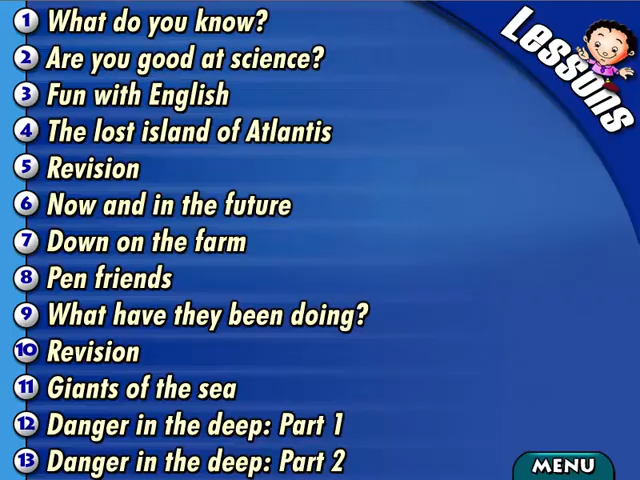 Lessons
1 What do you know?
2 Are you good at science?
3 Fun with English
4 The lost island of Atlantis
5 Revision
6 Now and in the future
7 Down on the farm
8 Pen friends
9 What have they been doing?
10 Revision
11 Giants of the sea
12 Danger in the deep: Part 1
13 Danger in the deep: Part 2
MENU